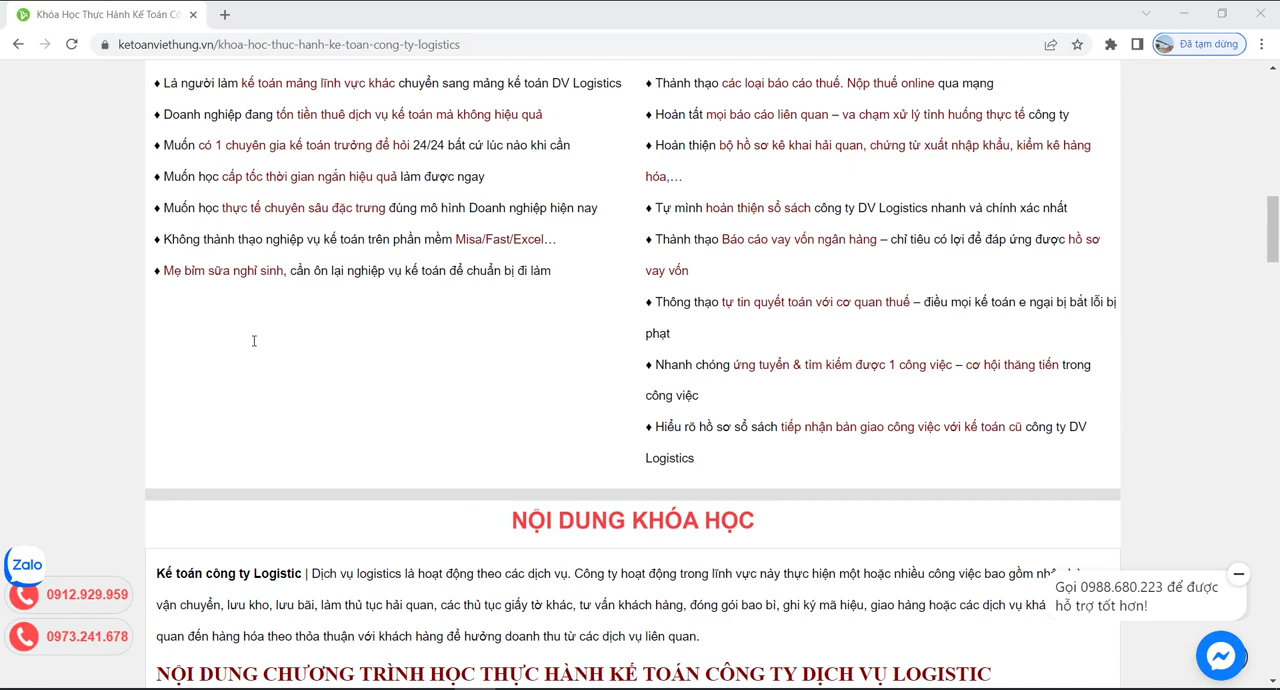 Khóa Học Thực Hành Kế Toán Cô
ketoanviethung.vn/khoa-hoc-thuc-hanh-ke-toan-cong-ty-logistics
Đã tạm dừng
♦ Là người làm kế toán mảng lĩnh vực khác chuyển sang mảng kế toán DV Logistics
♦ Doanh nghiệp đang tốn tiền thuê dịch vụ kế toán mà không hiệu quả
♦ Muốn có 1 chuyên gia kế toán trưởng để hỏi 24/24 bất cứ lúc nào khi cần
♦ Muốn học cấp tốc thời gian ngắn hiệu quả làm được ngay
♦ Muốn học thực tế chuyên sâu đặc trưng đúng mô hình Doanh nghiệp hiện nay
♦ Không thành thạo nghiệp vụ kế toán trên phần mềm Misa/Fast/Excel…
♦ Mẹ bỉm sữa nghỉ sinh, cần ôn lại nghiệp vụ kế toán để chuẩn bị đi làm
♦ Thành thạo các loại báo cáo thuế. Nộp thuế online qua mạng
♦ Hoàn tất mọi báo cáo liên quan – va chạm xử lý tình huống thực tế công ty
♦ Hoàn thiện bộ hồ sơ kê khai hải quan, chứng từ xuất nhập khẩu, kiểm kê hàng
hóa,…
♦ Tự mình hoàn thiện sổ sách công ty DV Logistics nhanh và chính xác nhất
♦ Thành thạo Báo cáo vay vốn ngân hàng – chỉ tiêu có lợi để đáp ứng được hồ sơ
vay vốn
♦ Thông thạo tự tin quyết toán với cơ quan thuế – điều mọi kế toán e ngại bị bắt lỗi bị
phạt
♦ Nhanh chóng ứng tuyển & tìm kiếm được 1 công việc – cơ hội thăng tiến trong
công việc
♦ Hiểu rõ hồ sơ sổ sách tiếp nhận bàn giao công việc với kế toán cũ công ty DV
Logistics
NỘI DUNG KHÓA HỌC
Kế toán công ty Logistic | Dịch vụ logistics là hoạt động theo các dịch vụ. Công ty hoạt động trong lĩnh vực này thực hiện một hoặc nhiều công việc bao gồm
vận chuyển, lưu kho, lưu bãi, làm thủ tục hải quan, các thủ tục giấy tờ khác, tư vấn khách hàng, đóng gói bao bì, ghi ký mã hiệu, giao hàng hoặc các dịch vụ
quan đến hàng hóa theo thỏa thuận với khách hàng để hưởng doanh thu từ các dịch vụ liên quan.
NỘI DUNG CHƯƠNG TRÌNH HỌC THỰC HÀNH KẾ TOÁN CÔNG TY DỊCH VỤ LOGISTIC
Zalo
0912.929.959
0973.241.678
Gọi 0988.680.223 để được
hỗ trợ tốt hơn!